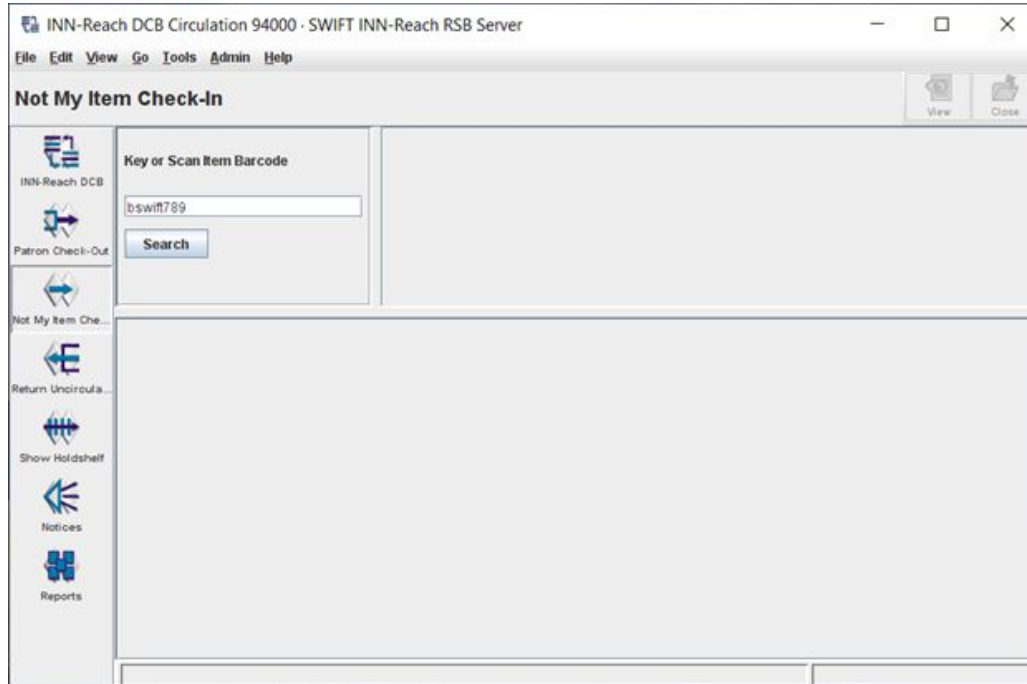 INN-Reach DCB Circulation 94000 · SWIFT INN-Reach RSB Server
File Edit View Go Tools Admin Help
Not My Item Check-In
View
Close
INN-Reach DCB
Patron Check-Out
Not My Item Che...
Return Uncircula...
Show Holdshelf
Notices
Reports
Key or Scan Item Barcode
bswift789
Search